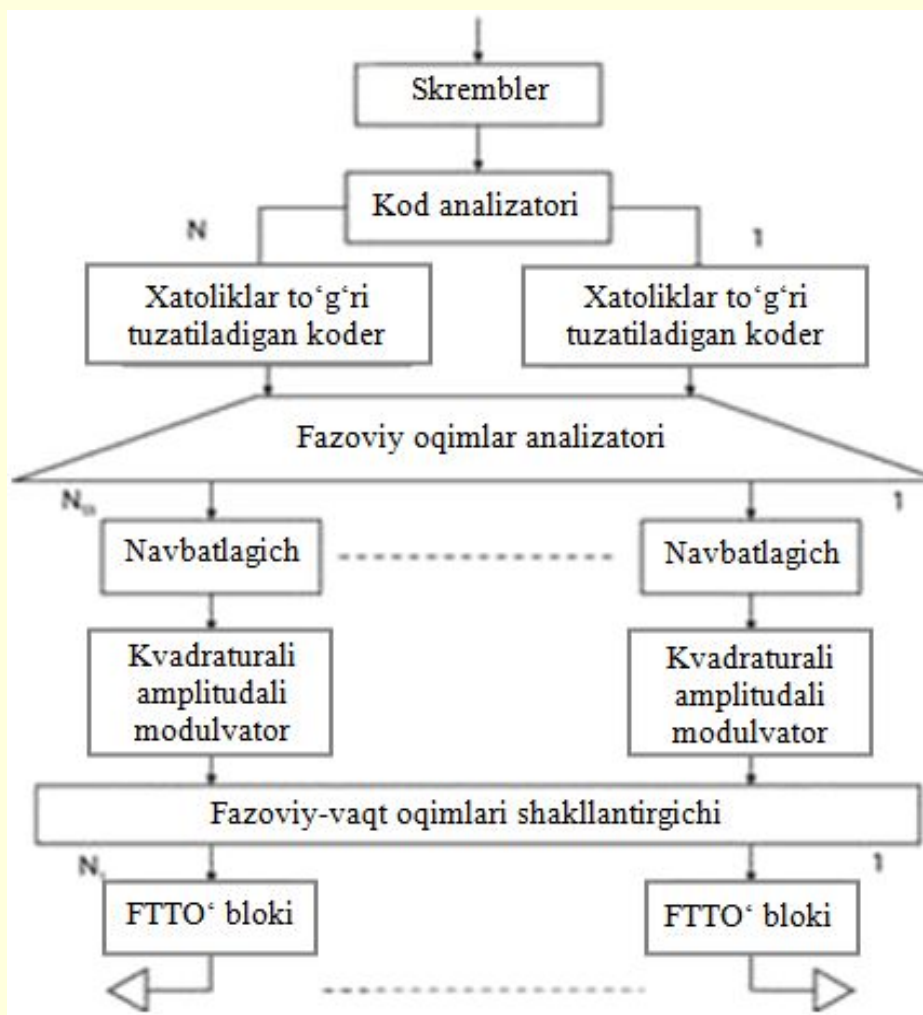 Skrembler
Kod analizatori
N
1
Xatoliklar to‘g‘ri
tuzatiladigan koder
Xatoliklar to‘g‘ri
tuzatiladigan koder
Fazoviy oqimlar analizatori
1
Navbatlagich
Navbatlagich
Kvadraturali
amplitudali
modulvator
Kvadraturali
amplitudali
modulvator
Fazoviy-vaqt oqimlari shakllantirgichi
1
FTTO‘ bloki
FTTO‘ bloki